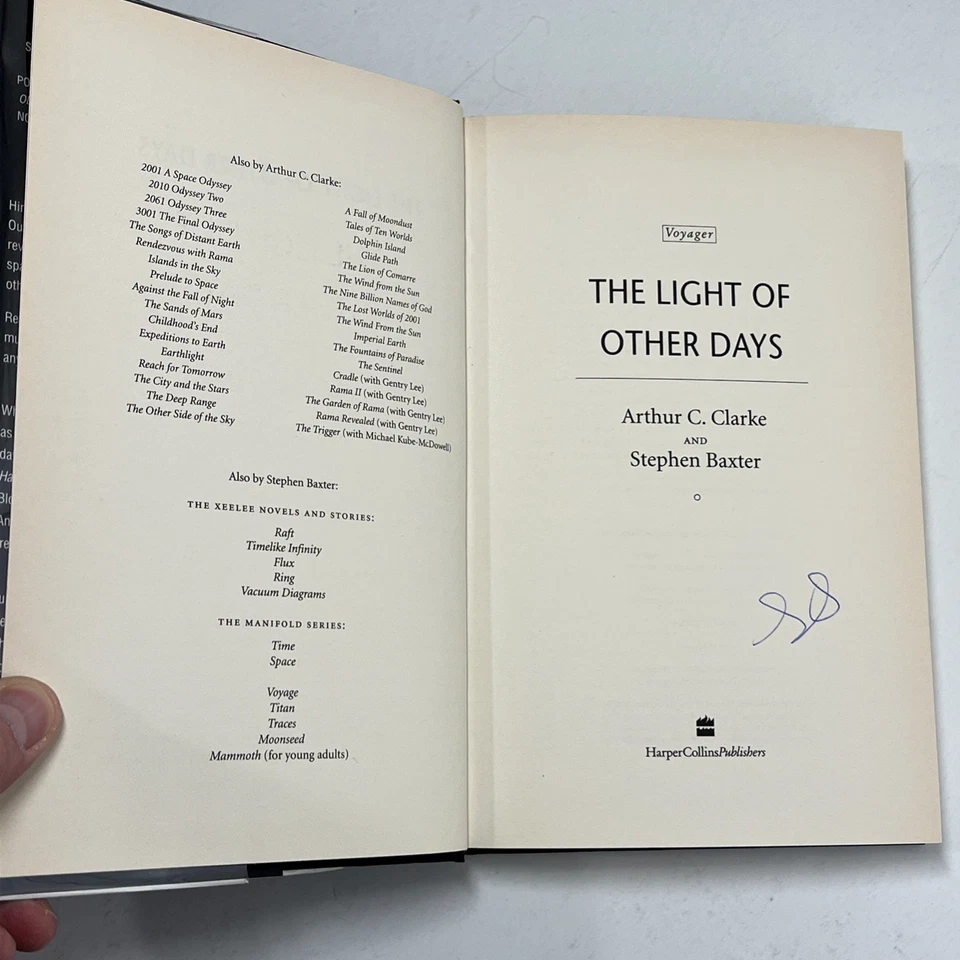 Also by Arthur C. Clarke:
2001 A Space Odyssey
2010 Odyssey Two
2061 Odyssey Three
3001 The Final Odyssey
The Songs of Distant Earth
Rendezvous with Rama
Islands in the Sky
Prelude to Space
Against the Fall of Night
The Sands of Mars
Childhood's End
Expeditions to Earth
Earthlight
Reach for Tomorrow
The City and the Stars
The Deep Range
The Other Side of the Sky
A Fall of Moondust
Tales of Ten Worlds
Dolphin Island
Glide Path
The Lion of Comarre
The Wind from the Sun
The Nine Billion Names of God
The Lost Worlds of 2001
The Wind From the Sun
Imperial Earth
The Fountains of Paradise
The Sentinel
Cradle (with Gentry Lee)
Rama II (with Gentry Lee)
The Garden of Rama (with Gentry Lee)
Rama Revealed (with Gentry Lee)
The Trigger (with Michael Kube-McDowell)
Also by Stephen Baxter:
THE XEELEE NOVELS AND STORIES:
Raft
Timelike Infinity
Flux
Ring
Vacuum Diagrams
THE MANIFOLD SERIES:
Time
Space
Voyage
Titan
Traces
Moonseed
Mammoth (for young adults)
Voyager
THE LIGHT OF
OTHER DAYS
Arthur C. Clarke
AND
Stephen Baxter
HarperCollinsPublishers